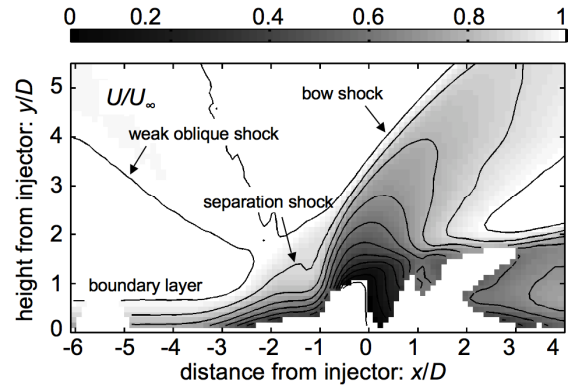 0 0.2 0.4 0.6 0.8 1
U/U∞
bow shock
weak oblique shock
separation shock
boundary layer
height from injector: y/D
5
4
3
2
1
0
-6 -5 -4 -3 -2 -1 0 1 2 3 4
distance from injector: x/D